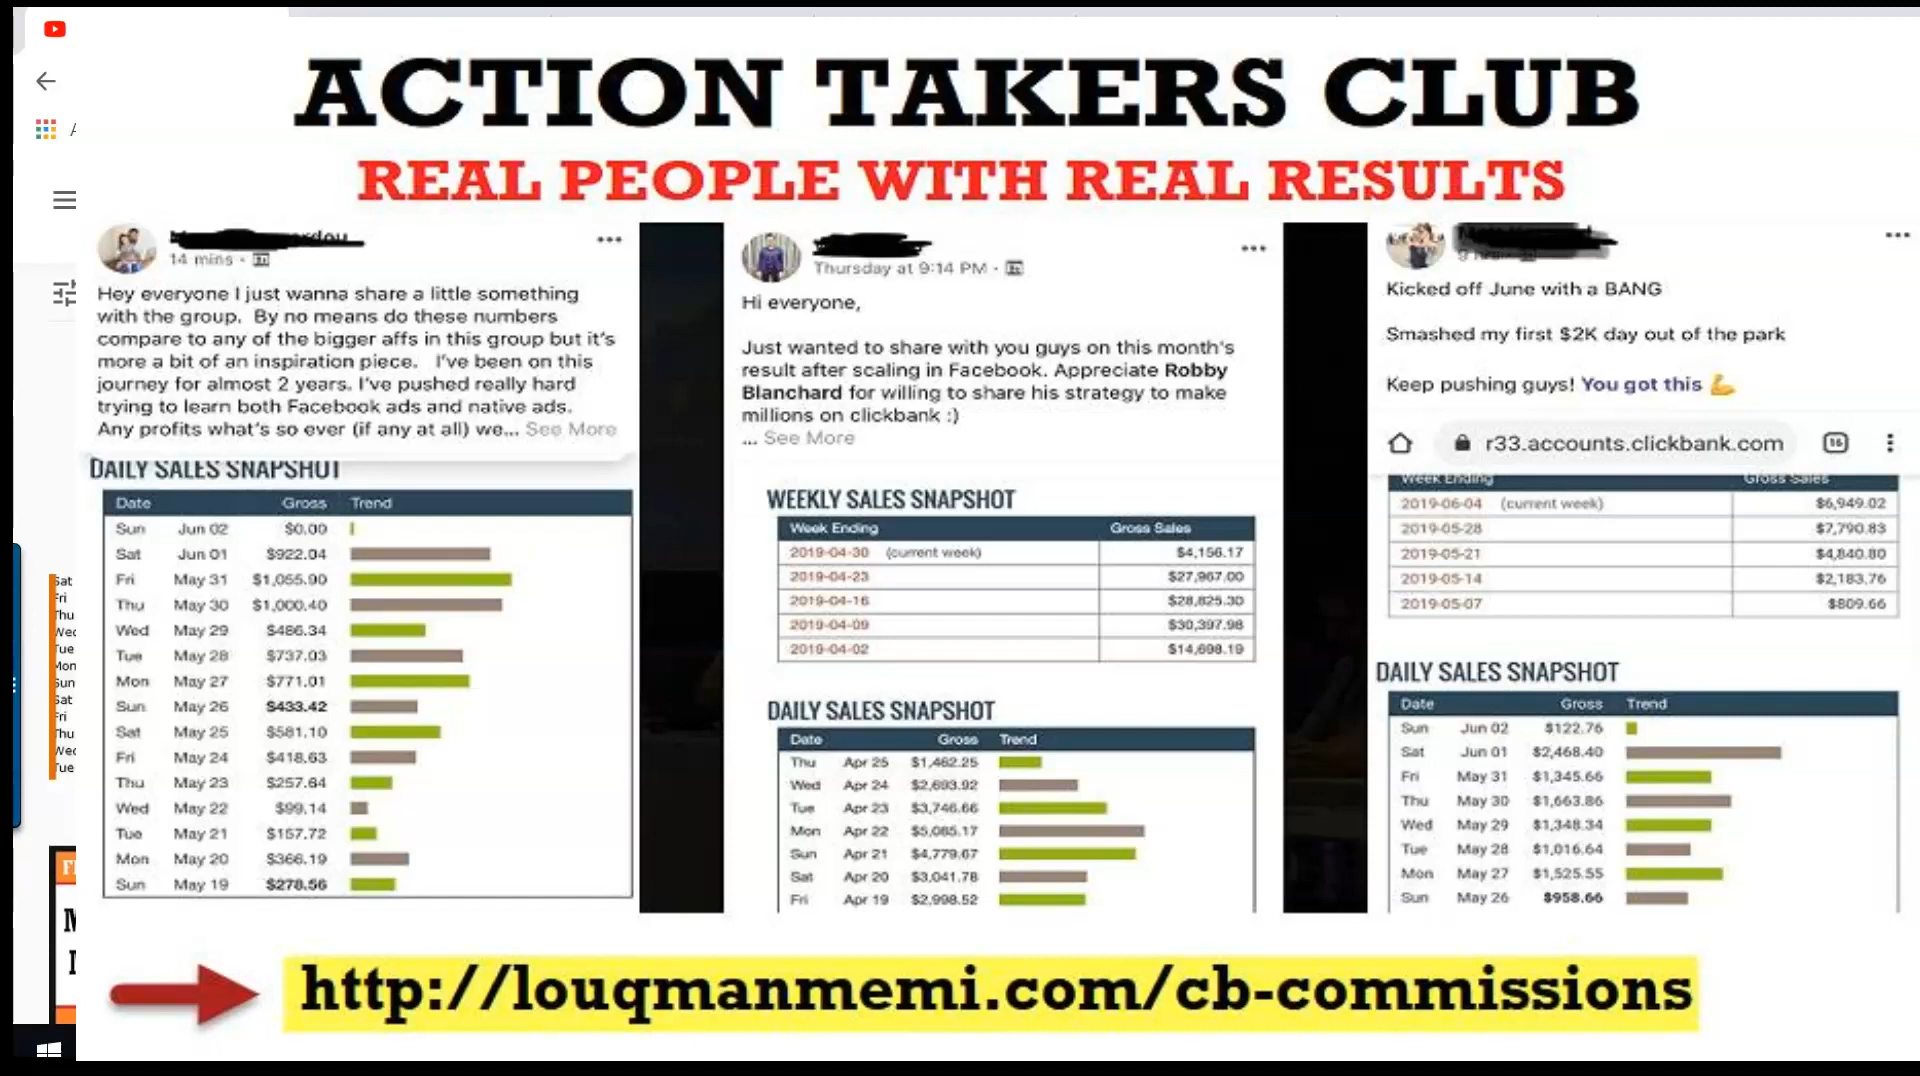 ACTION TAKERS CLUB
REAL PEOPLE WITH REAL RESULTS
14 mins
Hey everyone I just wanna share a little something
with the group. By no means do these numbers
compare to any of the bigger affs in this group but it's
more a bit of an inspiration piece. I've been on this
journey for almost 2 years. I've pushed really hard
trying to learn both Facebook ads and native ads.
Any profits what's so ever (if any at all) we... See More
DAILY SALES SNAPSHOT
Date Gross Trend
Sun Jun 02 $0.00
Sat Jun 01 $922.04
Fri May 31 $1,055.90
Thu May 30 $1,000.40
Wed May 29 $486.34
Tue May 28 $737.03
Mon May 27 $771.01
Sun May 26 $433.42
Sat May 25 $581.10
Fri May 24 $418.63
Thu May 23 $257.64
Wed May 22 $99.14
Tue May 21 $157.72
Mon May 20 $366.19
Sun May 19 $278.56
Thursday at 9:14 PM
Hi everyone,
Just wanted to share with you guys on this month's
result after scaling in Facebook. Appreciate Robby
Blanchard for willing to share his strategy to make
millions on clickbank :)
... See More
WEEKLY SALES SNAPSHOT
Week Ending Gross Sales
2019-04-30 (current week) $4,156.17
2019-04-23 $27,967.00
2019-04-16 $28,825.30
2019-04-09 $30,397.98
2019-04-02 $14,698.19
DAILY SALES SNAPSHOT
Date Gross Trend
Thu Apr 25 $1,462.25
Wed Apr 24 $2,693.92
Tue Apr 23 $3,746.66
Mon Apr 22 $5,085.17
Sun Apr 21 $4,779.67
Sat Apr 20 $3,041.78
Fri Apr 19 $2,998.52
Kicked off June with a BANG
Smashed my first $2K day out of the park
Keep pushing guys! You got this
r33.accounts.clickbank.com
Week Ending Gross Sales
2019-06-04 (current week) $6,949.02
2019-05-28 $7,790.83
2019-05-21 $4,840.80
2019-05-14 $2,183.76
2019-05-07 $809.66
DAILY SALES SNAPSHOT
Date Gross Trend
Sun Jun 02 $122.76
Sat Jun 01 $2,468.40
Fri May 31 $1,345.66
Thu May 30 $1,663.86
Wed May 29 $1,348.34
Tue May 28 $1,016.64
Mon May 27 $1,525.55
Sun May 26 $958.66
Sat
Fri
Thu
Wed
Tue
Mon
Sun
Sat
Fri
Thu
Wed
Tue
http://louqmanmemi.com/cb-commissions